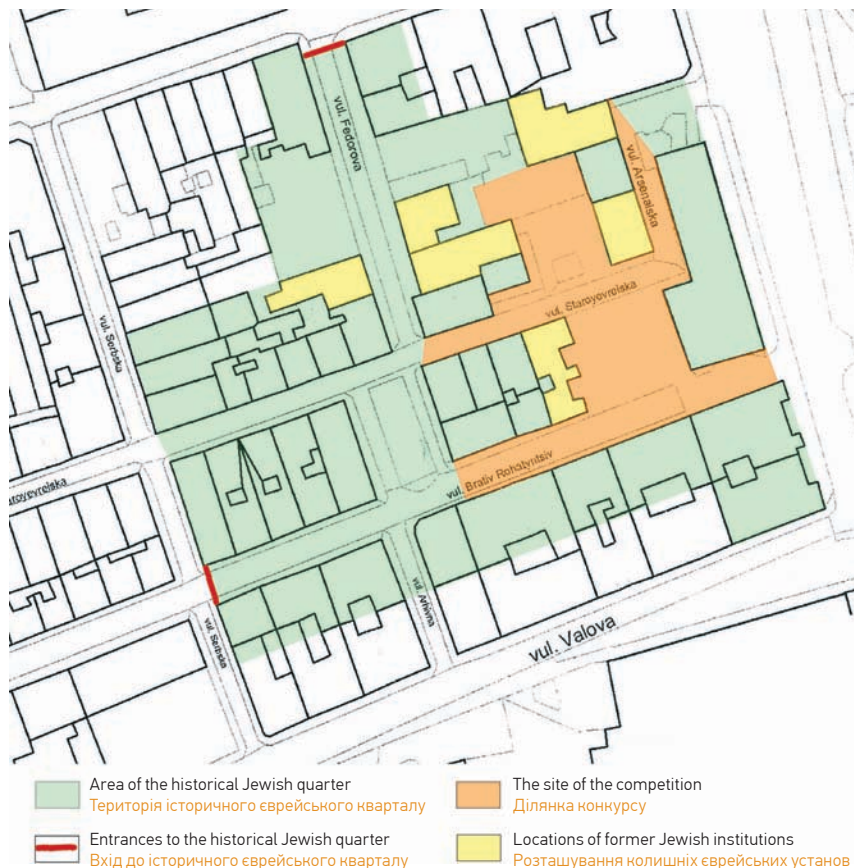 vul. Fedorova
vul. Arsenalska
vul. Staroyevreiska
vul. Serbska
vul. Brativ Rohatyntsiv
aroyevreiska
vul. Arhivna
vul. Serbska
vul. Valova
Area of the historical Jewish quarter
Територія історичного єврейського кварталу
The site of the competition
Ділянка конкурсу
Entrances to the historical Jewish quarter
Вхід до історичного єврейського кварталу
Locations of former Jewish institutions
Розташування колишніх єврейських установ